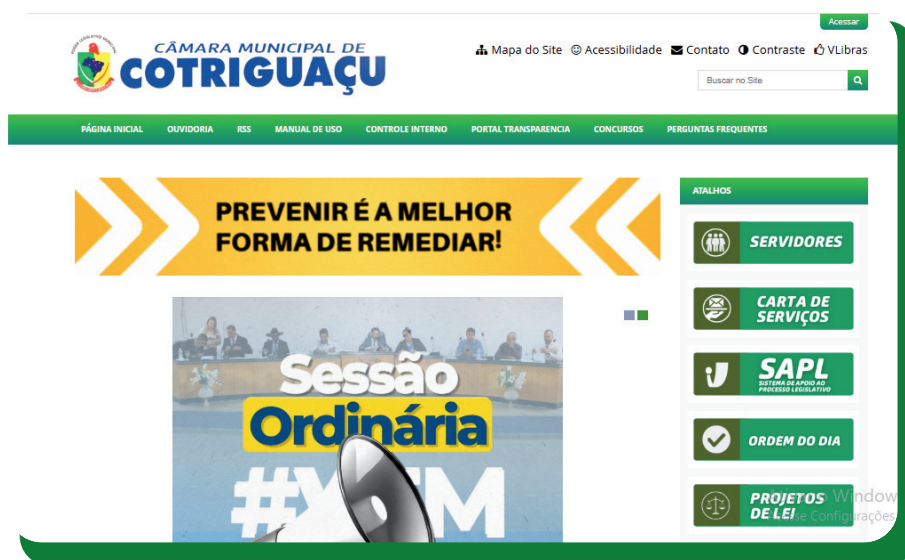 Acessar
CÂMARA MUNICIPAL DE
COTRIGUAÇU
Mapa do Site Acessibilidade Contato Contraste VLibras
Buscar no Site
PÁGINA INICIAL OUVIDORIA RSS MANUAL DE USO CONTROLE INTERNO PORTAL TRANSPARENCIA CONCURSOS PERGUNTAS FREQUENTES
PREVENIR É A MELHOR
FORMA DE REMEDIAR!
ATALHOS
SERVIDORES
CARTA DE
SERVIÇOS
SAPL
SISTEMA DE APOIO AO
PROCESSO LEGISLATIVO
ORDEM DO DIA
PROJETOS
DE LEI
Sessão
Ordinária
Window
Configurações